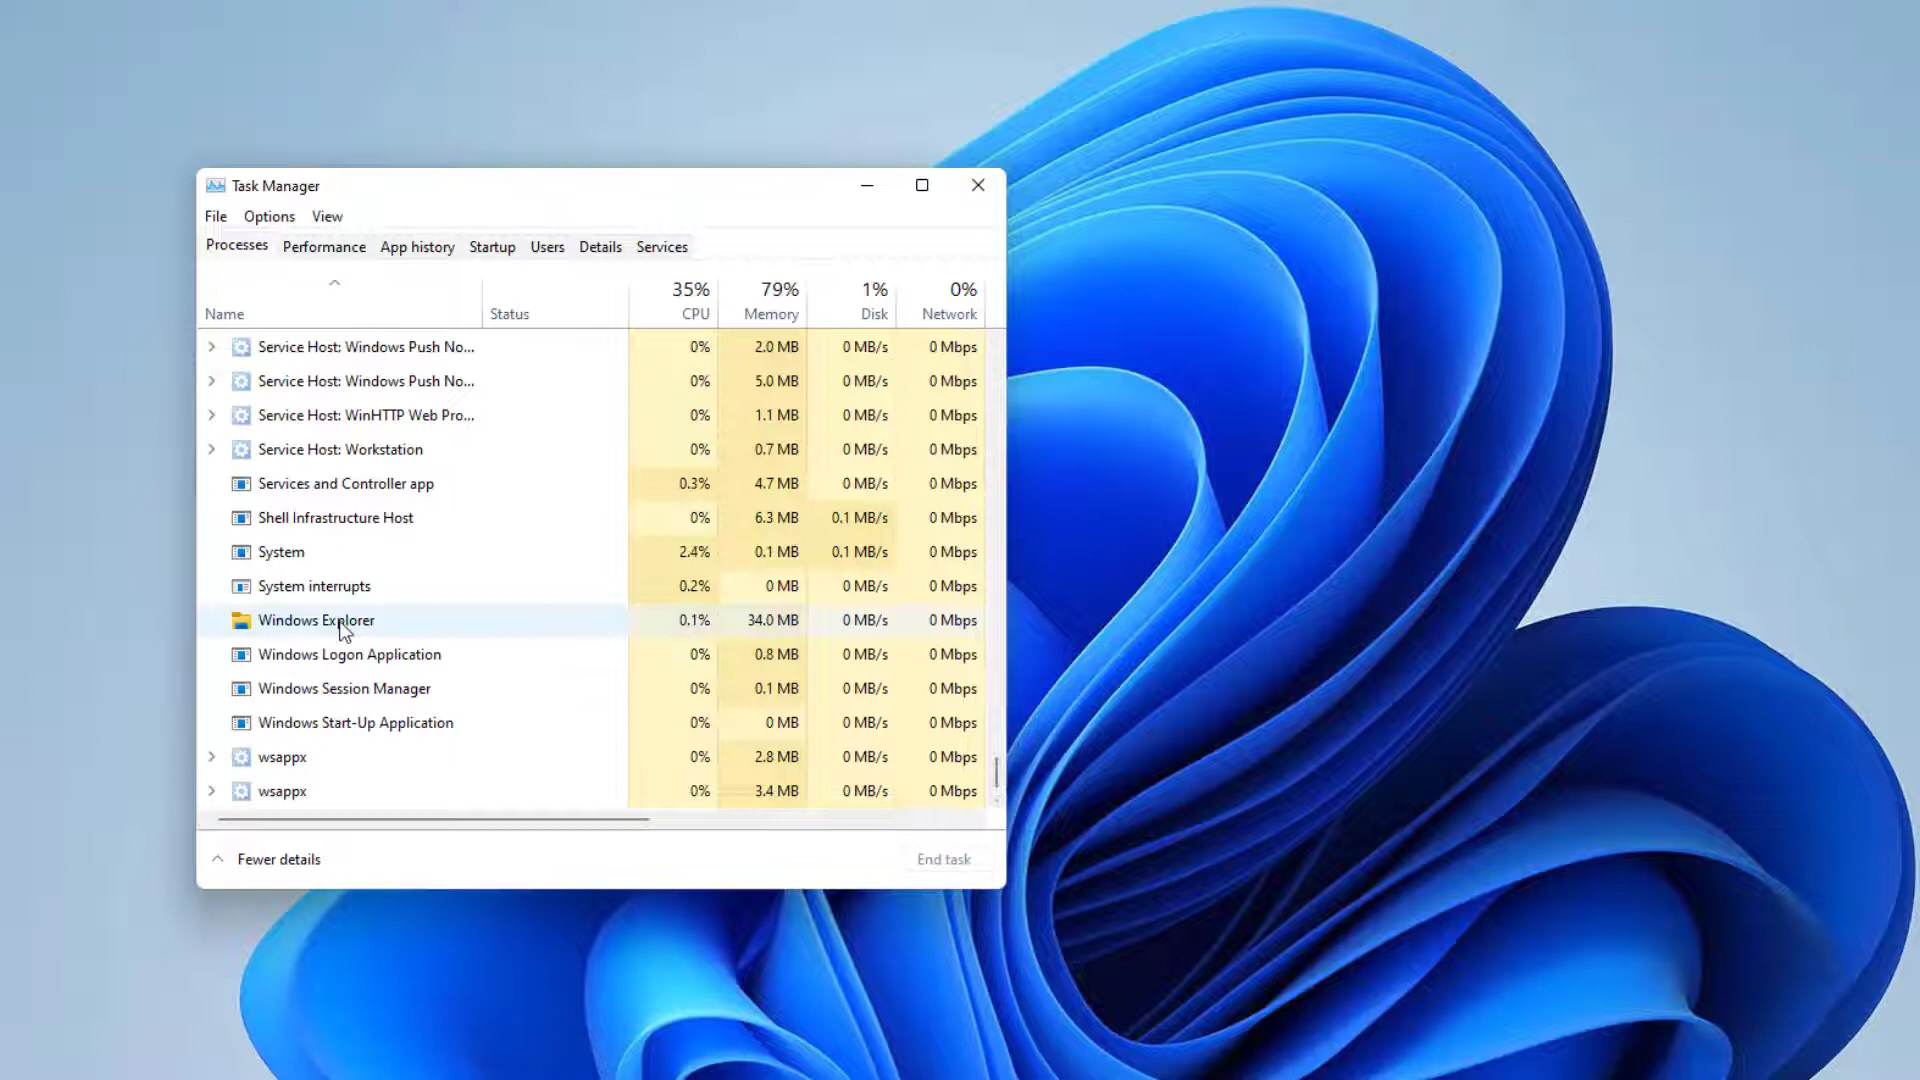 Task Manager
File Options View
Processes Performance App history Startup Users Details Services
35% 79% 1% 0%
Name Status CPU Memory Disk Network
Service Host: Windows Push No... 0% 2.0 MB 0 MB/s 0 Mbps
Service Host: Windows Push No... 0% 5.0 MB 0 MB/s 0 Mbps
Service Host: WinHTTP Web Pro... 0% 1.1 MB 0 MB/s 0 Mbps
Service Host: Workstation 0% 0.7 MB 0 MB/s 0 Mbps
Services and Controller app 0.3% 4.7 MB 0 MB/s 0 Mbps
Shell Infrastructure Host 0% 6.3 MB 0.1 MB/s 0 Mbps
System 2.4% 0.1 MB 0.1 MB/s 0 Mbps
System interrupts 0.2% 0 MB 0 MB/s 0 Mbps
Windows Explorer 0.1% 34.0 MB 0 MB/s 0 Mbps
Windows Logon Application 0% 0.8 MB 0 MB/s 0 Mbps
Windows Session Manager 0% 0.1 MB 0 MB/s 0 Mbps
Windows Start-Up Application 0% 0 MB 0 MB/s 0 Mbps
wsappx 0% 2.8 MB 0 MB/s 0 Mbps
wsappx 0% 3.4 MB 0 MB/s 0 Mbps
Fewer details End task